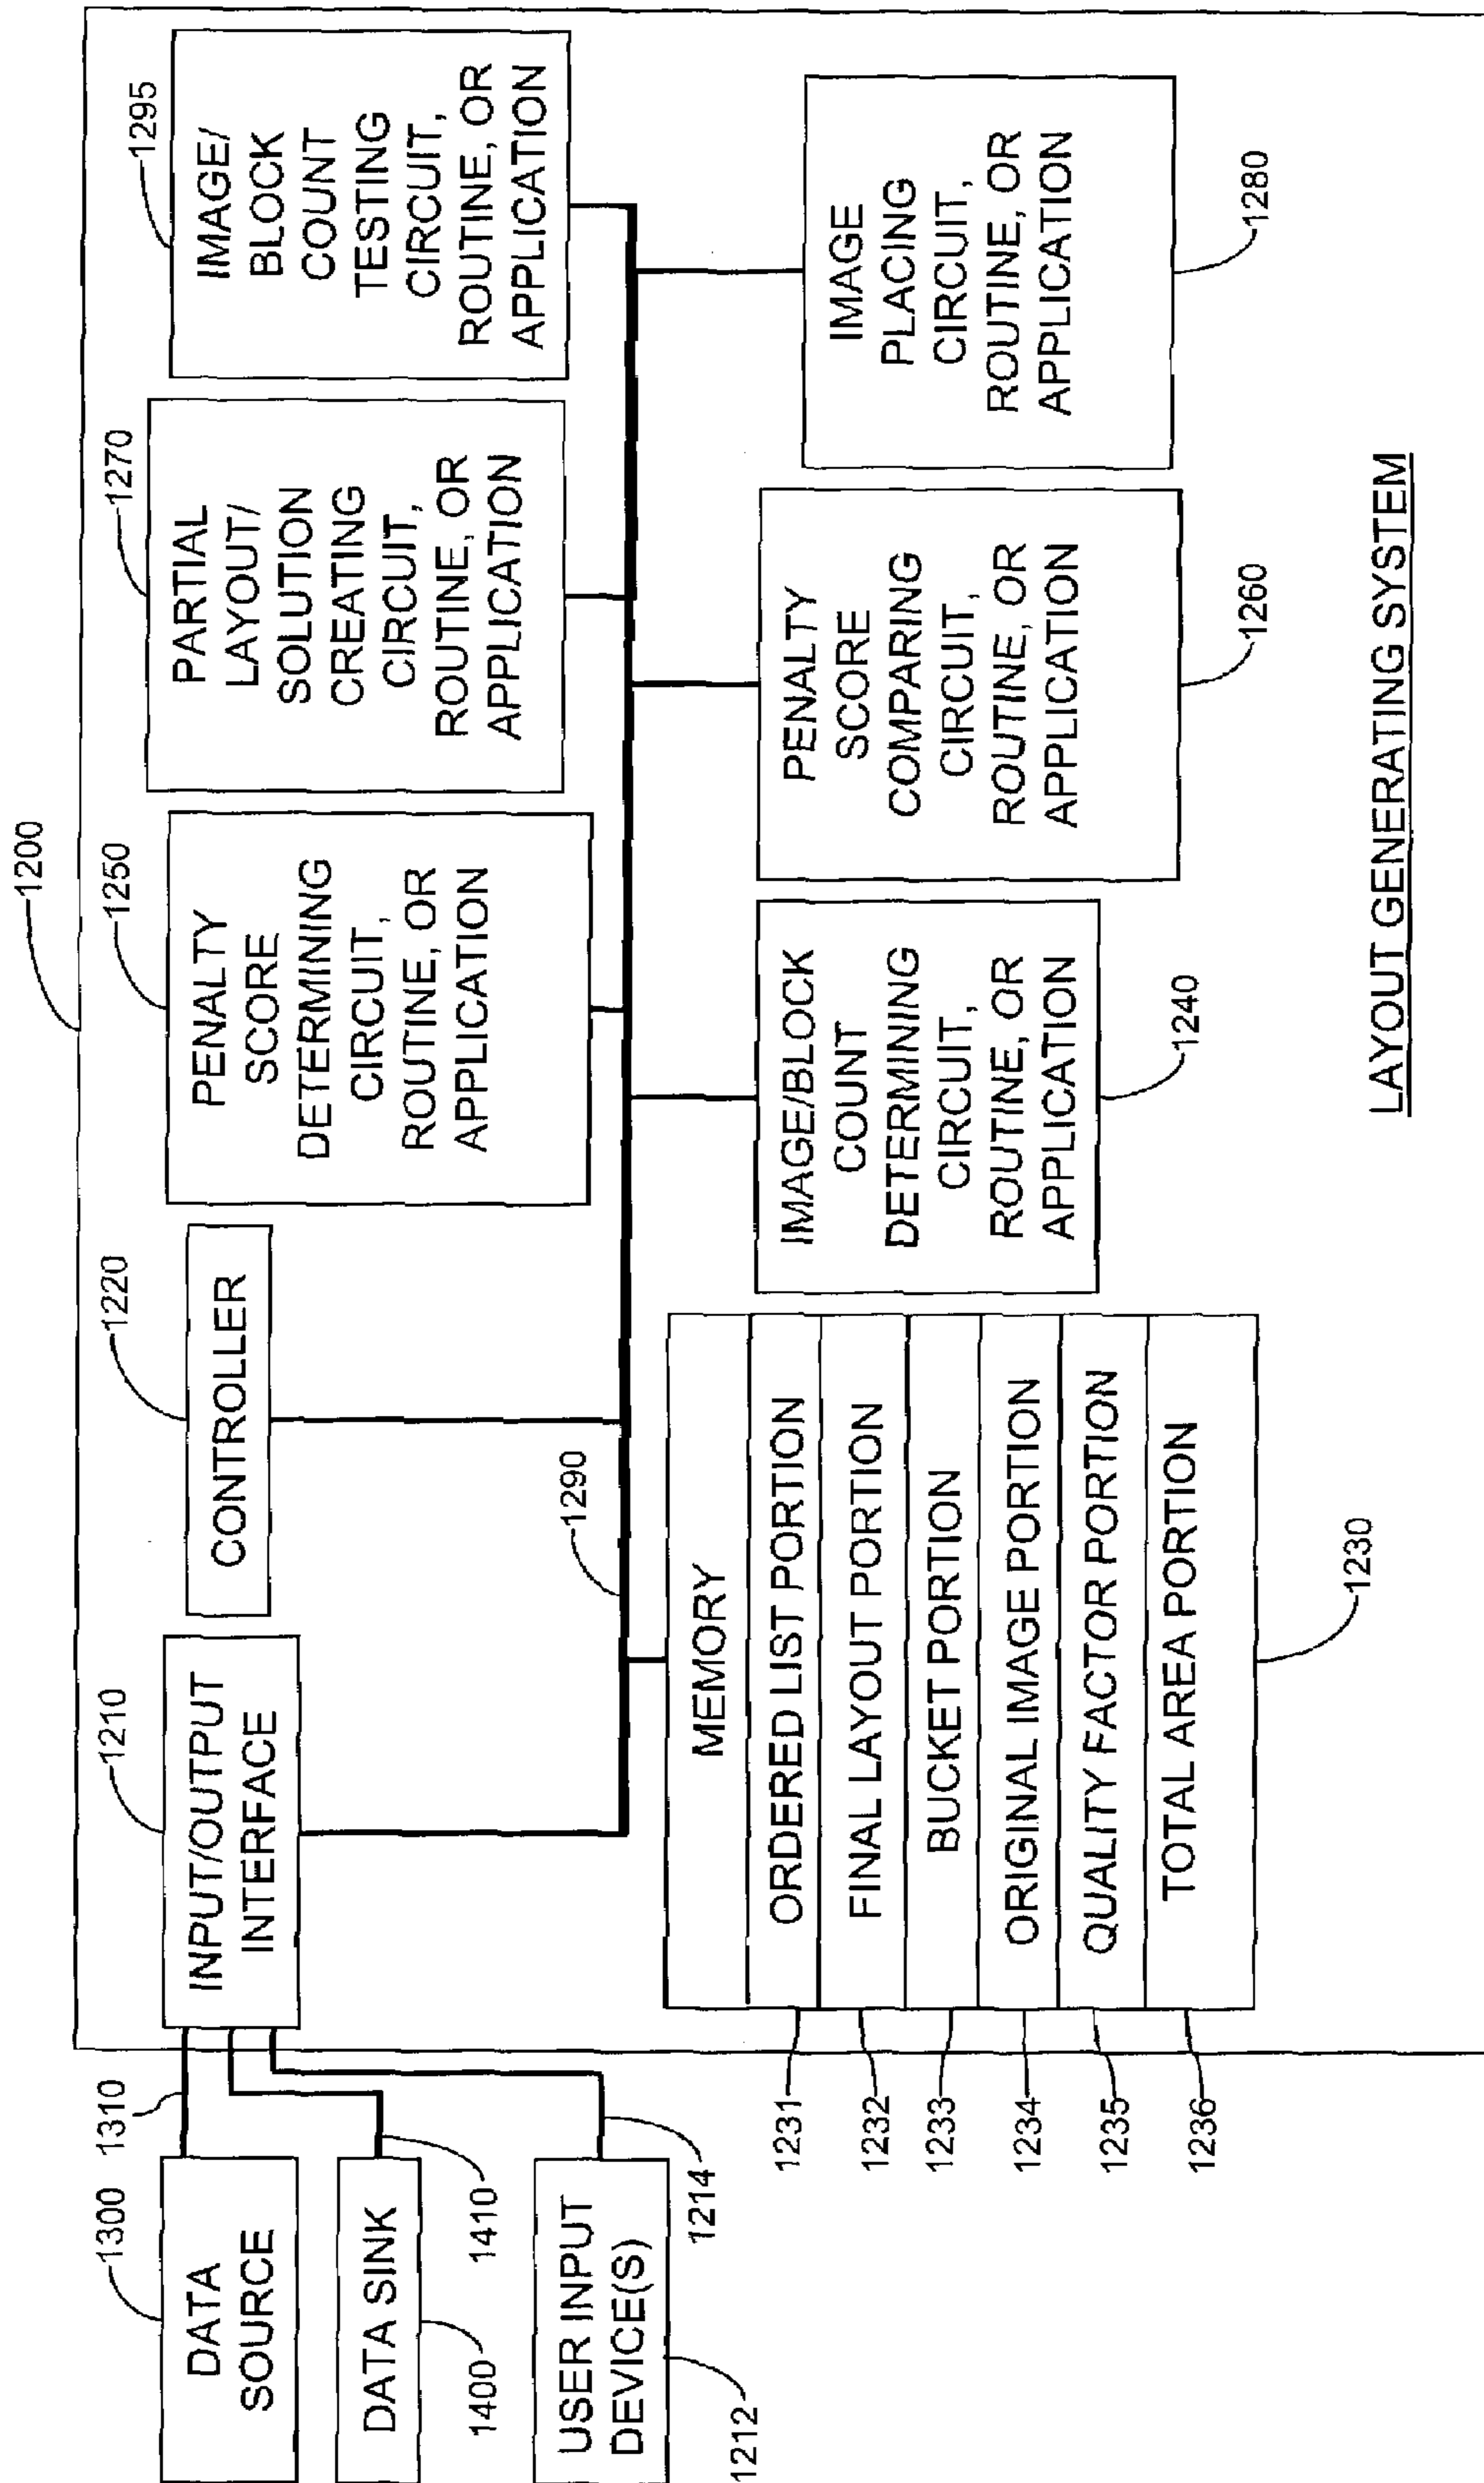 1200
1300
DATA
SOURCE
1310
DATA SINK
1400
1410
USER INPUT
DEVICE(S)
1212
1214
1210
INPUT/OUTPUT
INTERFACE
1220
CONTROLLER
1250
PENALTY
SCORE
DETERMINING
CIRCUIT,
ROUTINE, OR
APPLICATION
1270
PARTIAL
LAYOUT/
SOLUTION
CREATING
CIRCUIT,
ROUTINE, OR
APPLICATION
1295
IMAGE/
BLOCK
COUNT
TESTING
CIRCUIT,
ROUTINE, OR
APPLICATION
1290
MEMORY
1231
ORDERED LIST PORTION
1232
FINAL LAYOUT PORTION
1233
BUCKET PORTION
1234
ORIGINAL IMAGE PORTION
1235
QUALITY FACTOR PORTION
1236
TOTAL AREA PORTION
1230
IMAGE/BLOCK
COUNT
DETERMINING
CIRCUIT,
ROUTINE, OR
APPLICATION
1240
PENALTY
SCORE
COMPARING
CIRCUIT,
ROUTINE, OR
APPLICATION
1260
IMAGE
PLACING
CIRCUIT,
ROUTINE, OR
APPLICATION
1280
LAYOUT GENERATING SYSTEM